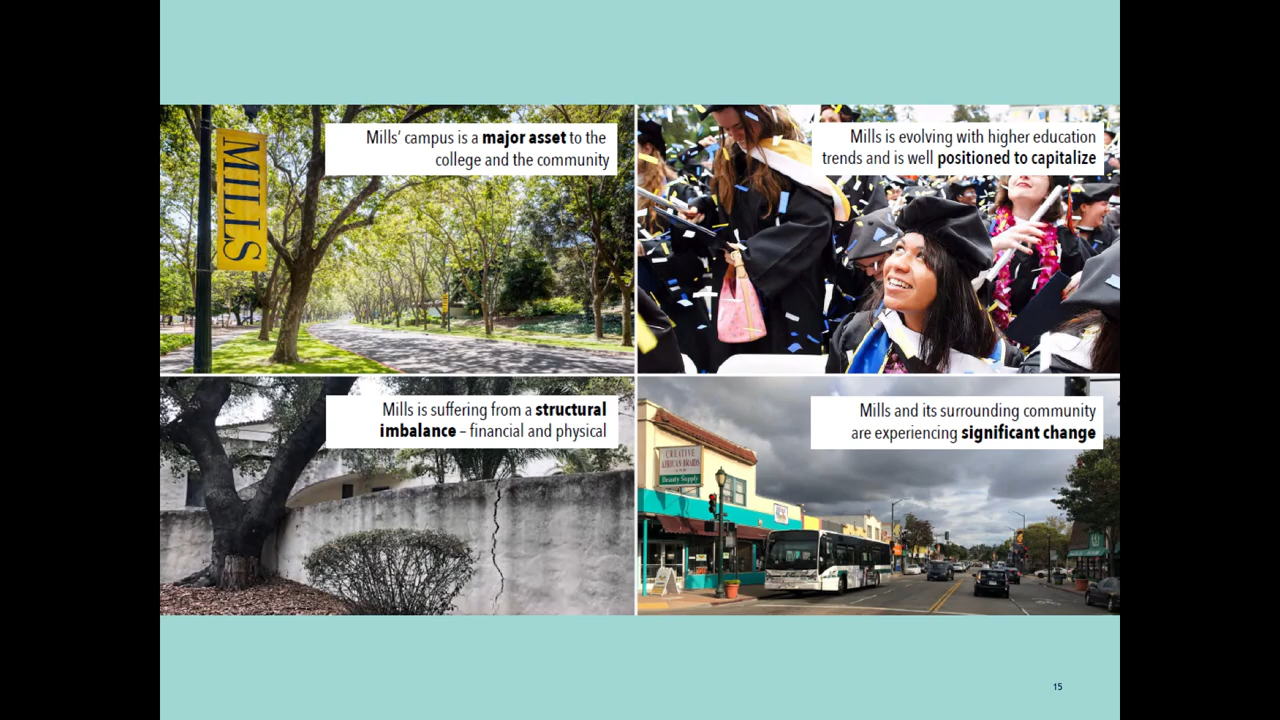 MILLS
Mills' campus is a major asset to the
college and the community
Mills is evolving with higher education
trends and is well positioned to capitalize
Mills is suffering from a structural
imbalance – financial and physical
Mills and its surrounding community
are experiencing significant change
CREATIVE
AFRICAN BRAIDS
Beauty Supply
15